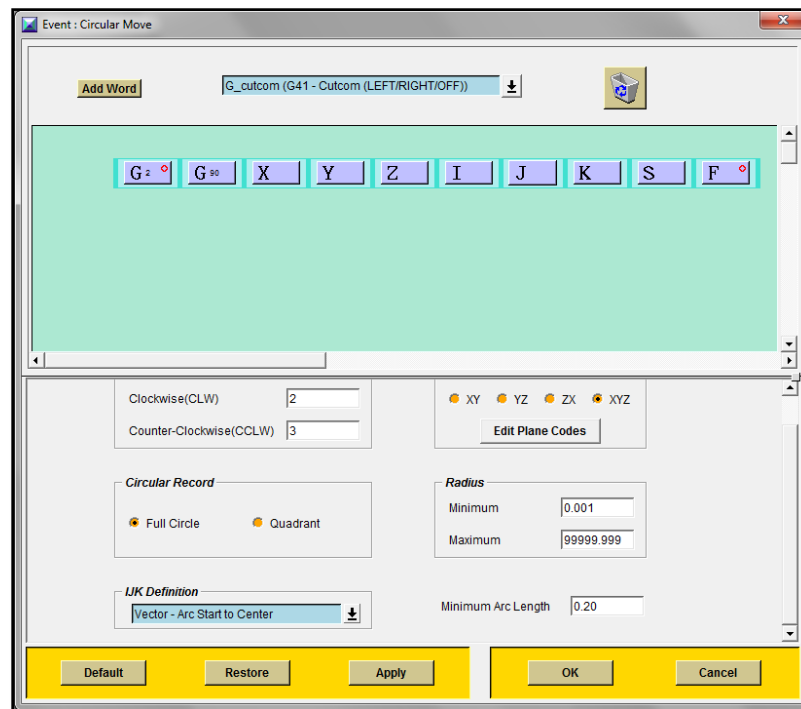 Event : Circular Move
Add Word G_cutcom (G41 - Cutcom (LEFT/RIGHT/OFF))
G 2 G 90 X Y Z I J K S F
Clockwise(CLW) 2 XY YZ ZX XYZ
Counter-Clockwise(CCLW) 3 Edit Plane Codes
Circular Record Radius
Full Circle Quadrant Minimum 0.001
Maximum 99999.999
IJK Definition
Vector - Arc Start to Center Minimum Arc Length 0.20
Default Restore Apply OK Cancel